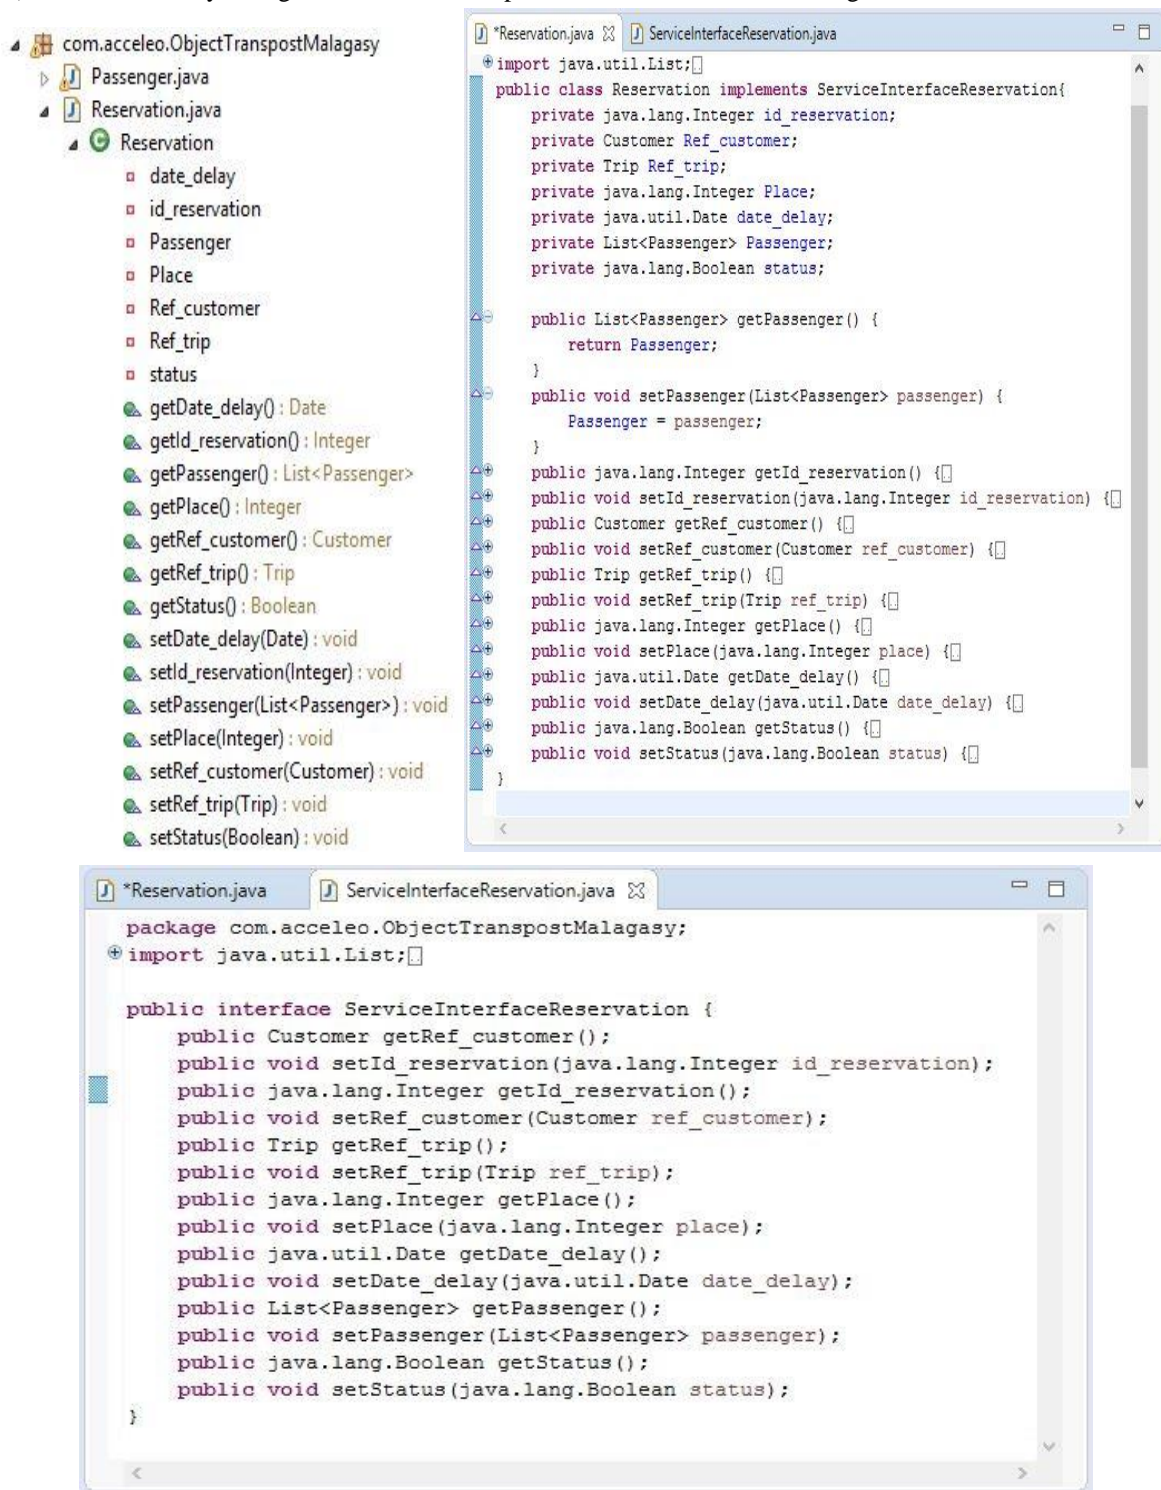 com.acceleo.ObjectTranspostMalagasy
Passenger.java
Reservation.java
Reservation
date_delay
id_reservation
Passenger
Place
Ref_customer
Ref_trip
status
getDate_delay() : Date
getId_reservation() : Integer
getPassenger() : List<Passenger>
getPlace() : Integer
getRef_customer() : Customer
getRef_trip() : Trip
getStatus() : Boolean
setDate_delay(Date) : void
setId_reservation(Integer) : void
setPassenger(List<Passenger>) : void
setPlace(Integer) : void
setRef_customer(Customer) : void
setRef_trip(Trip) : void
setStatus(Boolean) : void
*Reservation.java ServiceInterfaceReservation.java
import java.util.List;
public class Reservation implements ServiceInterfaceReservation{
private java.lang.Integer id_reservation;
private Customer Ref_customer;
private Trip Ref_trip;
private java.lang.Integer Place;
private java.util.Date date_delay;
private List<Passenger> Passenger;
private java.lang.Boolean status;
public List<Passenger> getPassenger() {
return Passenger;
}
public void setPassenger(List<Passenger> passenger) {
Passenger = passenger;
}
public java.lang.Integer getId_reservation() {
public void setId_reservation(java.lang.Integer id_reservation) {
public Customer getRef_customer() {
public void setRef_customer(Customer ref_customer) {
public Trip getRef_trip() {
public void setRef_trip(Trip ref_trip) {
public java.lang.Integer getPlace() {
public void setPlace(java.lang.Integer place) {
public java.util.Date getDate_delay() {
public void setDate_delay(java.util.Date date_delay) {
public java.lang.Boolean getStatus() {
public void setStatus(java.lang.Boolean status) {
}
*Reservation.java ServiceInterfaceReservation.java
package com.acceleo.ObjectTranspostMalagasy;
import java.util.List;
public interface ServiceInterfaceReservation {
public Customer getRef_customer();
public void setId_reservation(java.lang.Integer id_reservation);
public java.lang.Integer getId_reservation();
public void setRef_customer(Customer ref_customer);
public Trip getRef_trip();
public void setRef_trip(Trip ref_trip);
public java.lang.Integer getPlace();
public void setPlace(java.lang.Integer place);
public java.util.Date getDate_delay();
public void setDate_delay(java.util.Date date_delay);
public List<Passenger> getPassenger();
public void setPassenger(List<Passenger> passenger);
public java.lang.Boolean getStatus();
public void setStatus(java.lang.Boolean status);
}